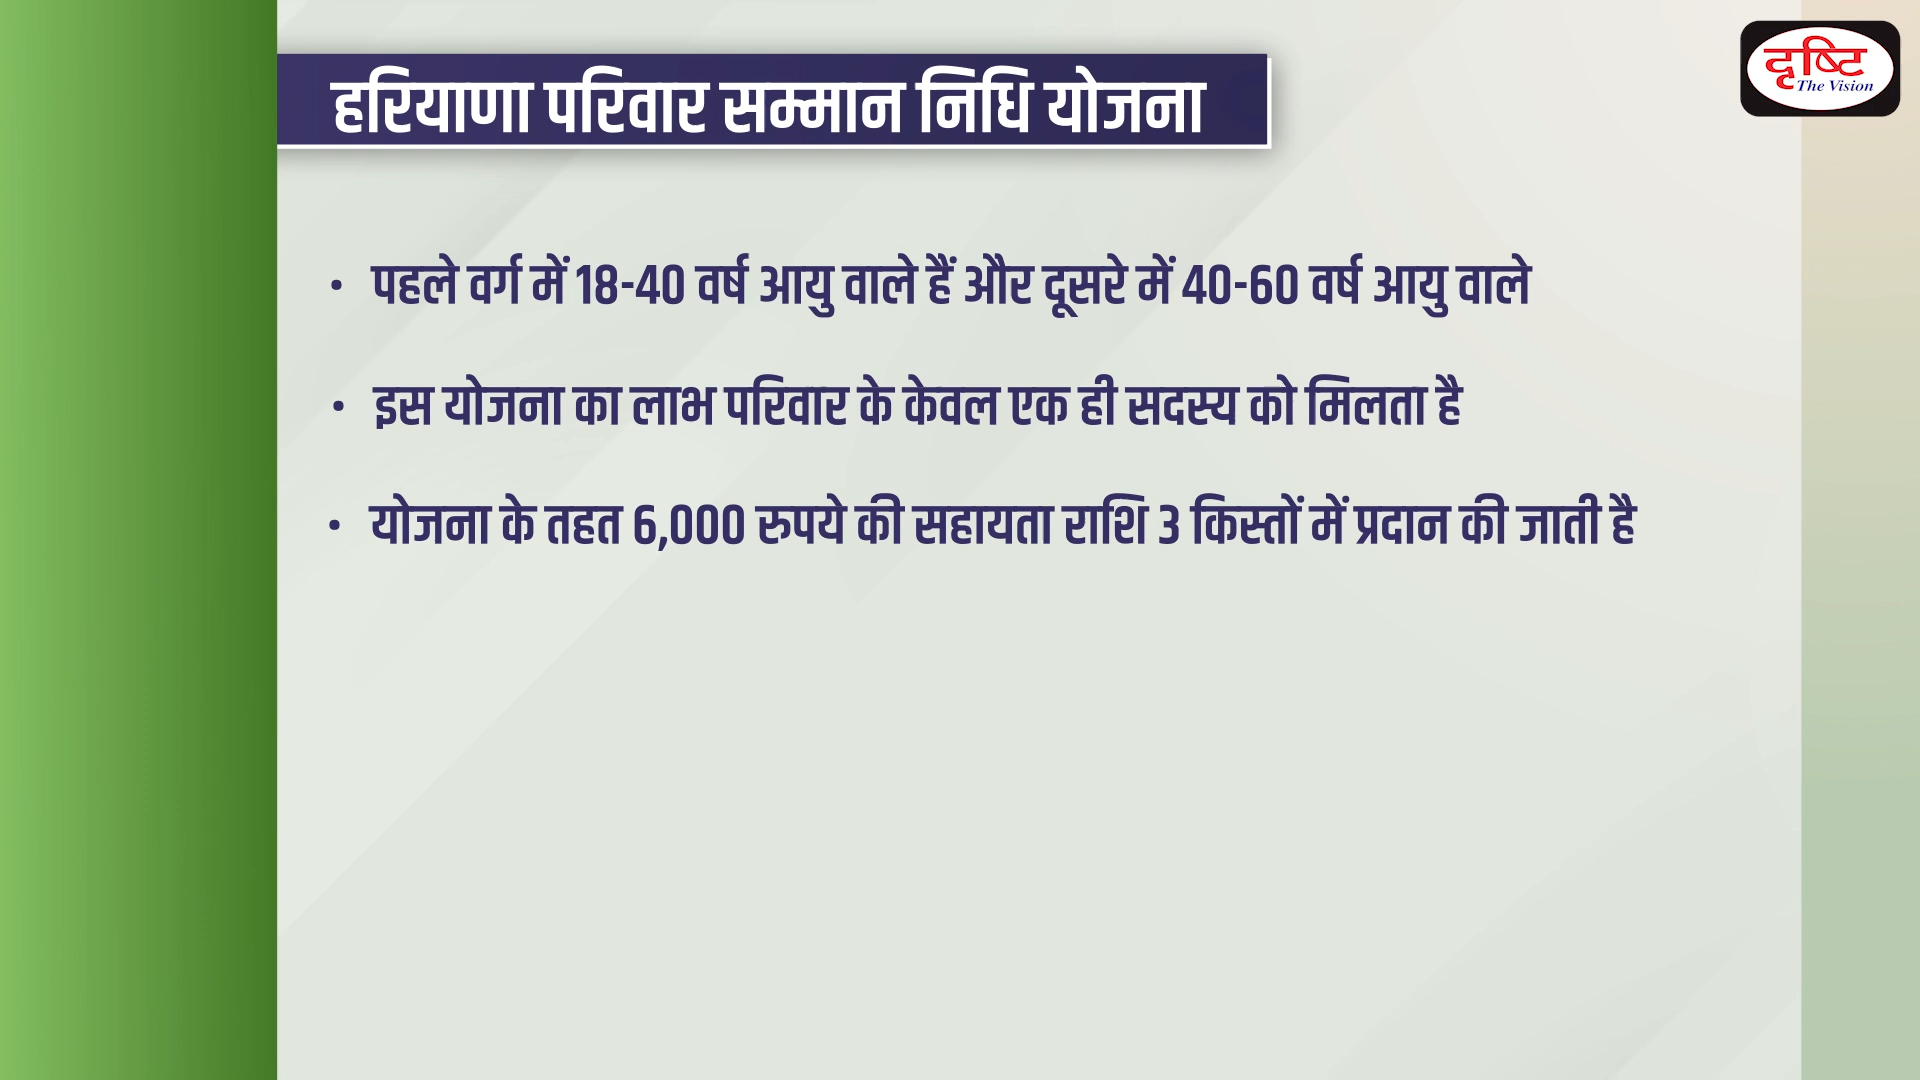 हरियाणा परिवार सम्मान निधि योजना
दृष्टि
The Vision
• पहले वर्ग में 18-40 वर्ष आयु वाले हैं और दूसरे में 40-60 वर्ष आयु वाले
• इस योजना का लाभ परिवार के केवल एक ही सदस्य को मिलता है
• योजना के तहत 6,000 रुपये की सहायता राशि 3 किस्तों में प्रदान की जाती है